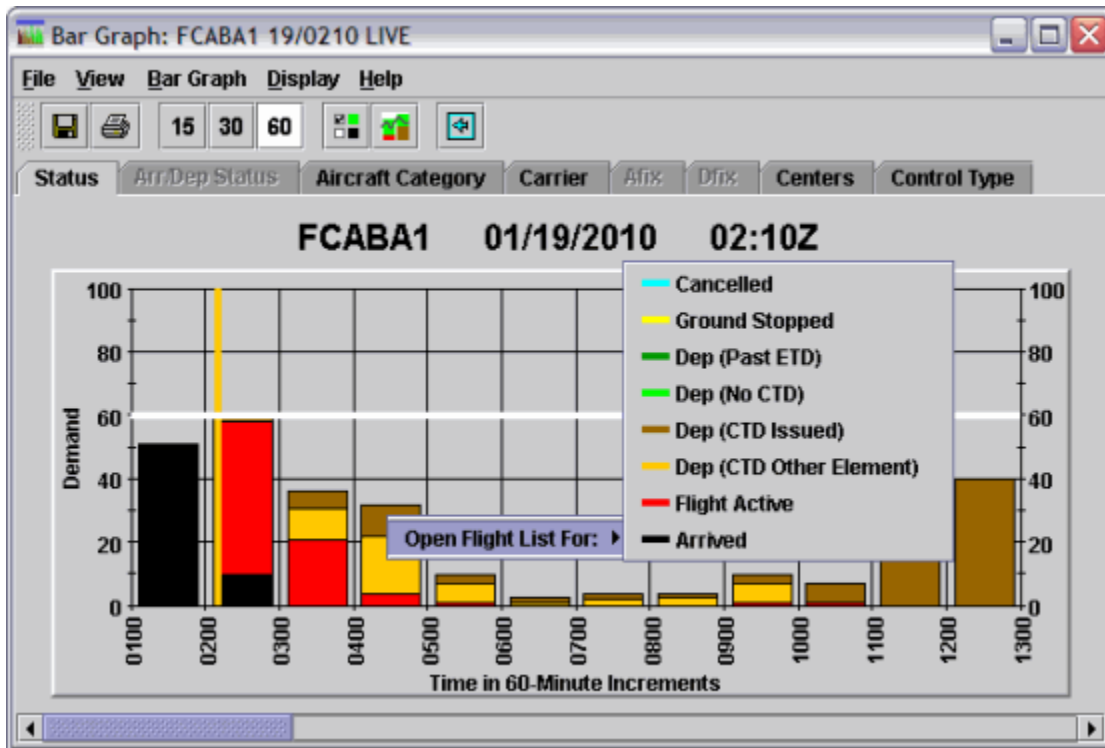 Bar Graph: FCABA1 19/0210 LIVE
File View Bar Graph Display Help
15 30 60
Status Arr/Dep Status Aircraft Category Carrier Afix Dfix Centers Control Type
FCABA1 01/19/2010 02:10Z
Cancelled
Ground Stopped
Dep (Past ETD)
Dep (No CTD)
Dep (CTD Issued)
Dep (CTD Other Element)
Flight Active
Arrived
Open Flight List For:
Demand
100
80
60
40
20
0
100
80
60
40
20
0
0100 0200 0300 0400 0500 0600 0700 0800 0900 1000 1100 1200 1300
Time in 60-Minute Increments